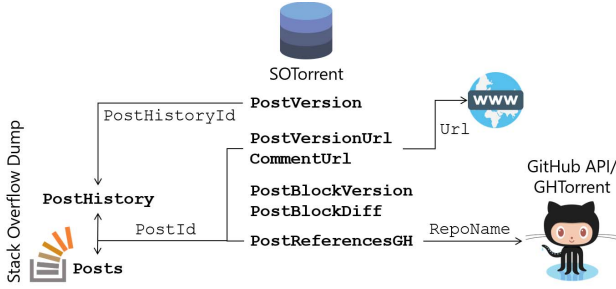 SOTorrent
PostVersion
PostHistoryId
WWW
Url
PostVersionUrl
CommentUrl
Stack Overflow Dump
GitHub API/
GHTorrent
PostBlockVersion
PostBlockDiff
PostHistory
PostId
PostReferencesGH
RepoName
Posts